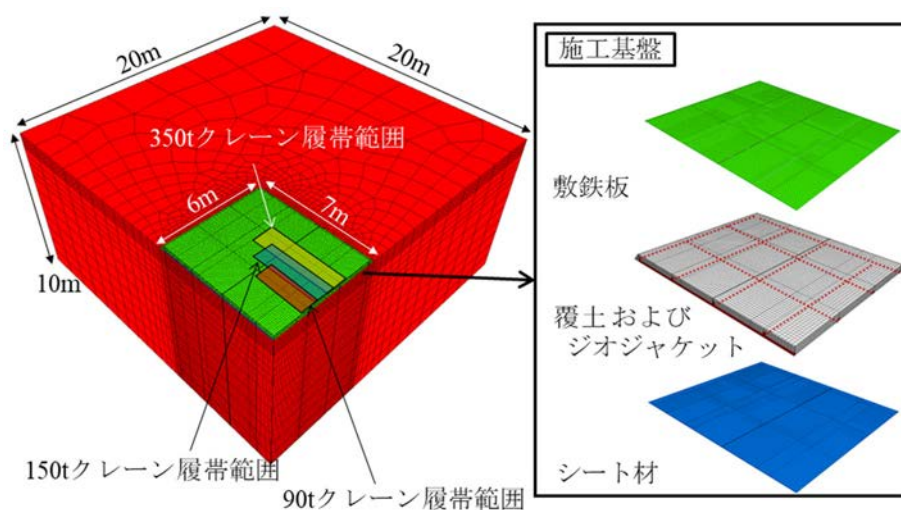 20m
20m
350tクレーン履帯範囲
6m
7m
10m
150tクレーン履帯範囲
90tクレーン履帯範囲
施工基盤
敷鉄板
覆土および
ジオジャケット
シート材